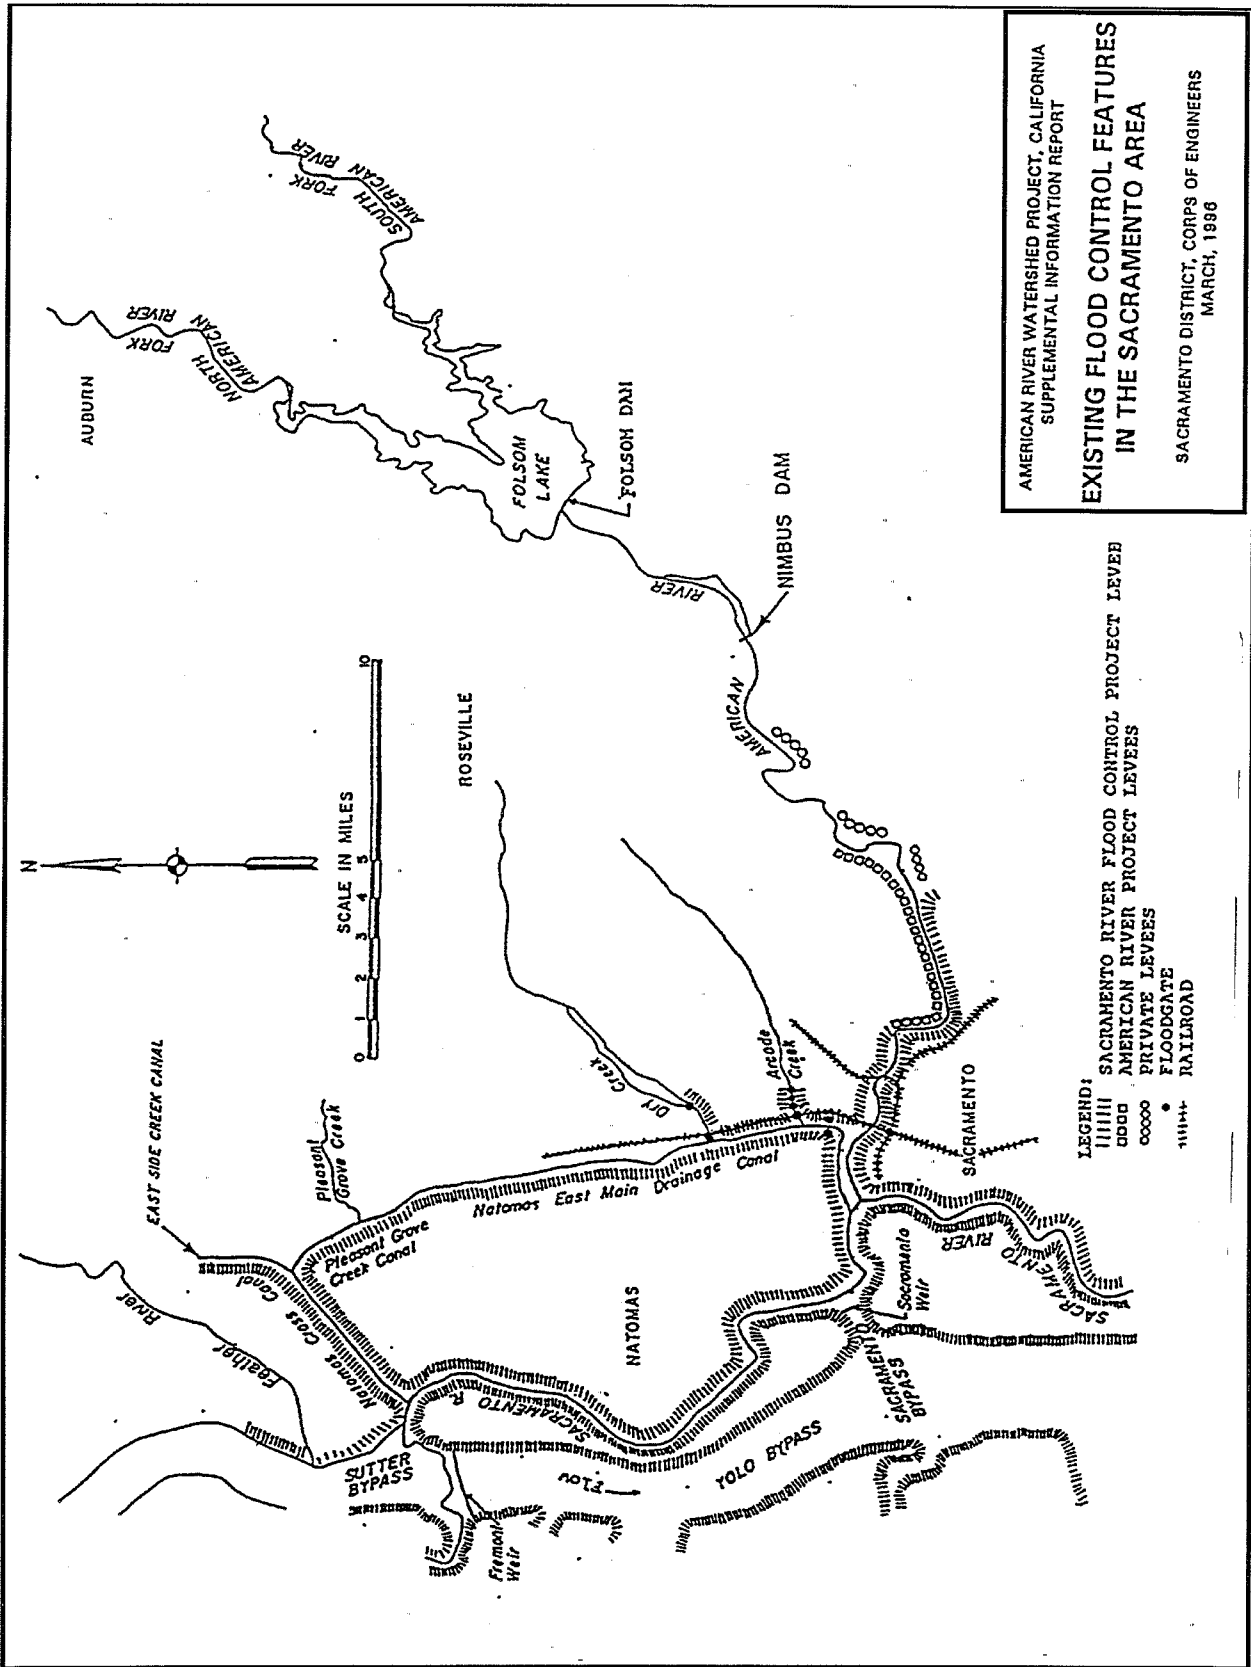 AMERICAN RIVER WATERSHED PROJECT, CALIFORNIA
SUPPLEMENTAL INFORMATION REPORT
EXISTING FLOOD CONTROL FEATURES
IN THE SACRAMENTO AREA
SACRAMENTO DISTRICT, CORPS OF ENGINEERS
MARCH, 1996
N
SCALE IN MILES
0 1 2 3 4 5 10
EAST SIDE CREEK CANAL
Pleasant
Grove Creek
Feather
River
Natomas Cross Canal
Pleasant Grove
Creek Canal
Natomas East Main Drainage Canal
SUTTER
BYPASS
Fremont
Weir
Flow
YOLO BYPASS
SACRAMENTO R.
NATOMAS
SACRAMENTO
BYPASS
Sacramento
Weir
SACRAMENTO
RIVER
SACRAMENTO
Dry
Creek
Arcade
Creek
ROSEVILLE
AUBURN
NORTH
FORK
AMERICAN
RIVER
SOUTH
FORK
AMERICAN
RIVER
FOLSOM
LAKE
FOLSOM DAM
NIMBUS DAM
AMERICAN
RIVER
LEGEND:
SACRAMENTO RIVER FLOOD CONTROL PROJECT LEVEE
AMERICAN RIVER PROJECT LEVEES
PRIVATE LEVEES
FLOODGATE
RAILROAD